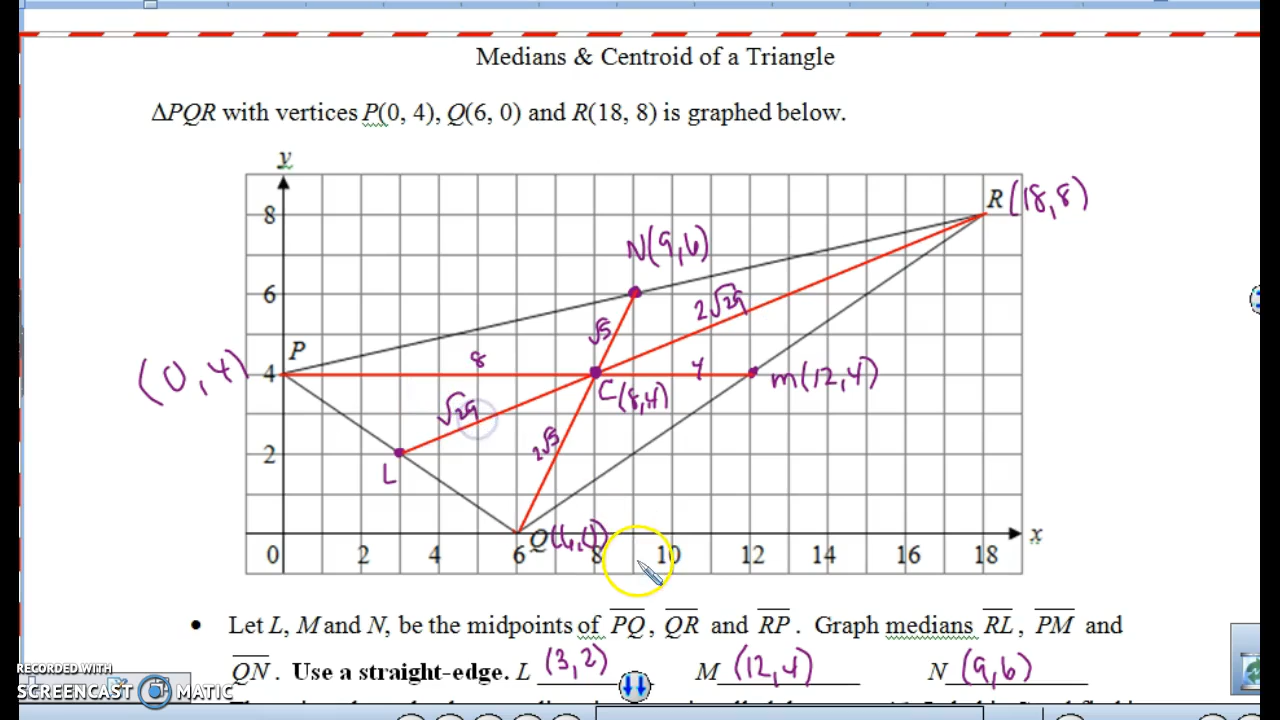 Medians & Centroid of a Triangle
ΔPQR with vertices P(0, 4), Q(6, 0) and R(18, 8) is graphed below.
y
8
R (18,8)
N(9,6)
6
2√29
√5
P
(0,4)
4
8
4
C(8,4)
m(12,4)
√29
2√5
2
L
Q(6,0)
x
0 2 4 6 8 10 12 14 16 18
• Let L, M and N, be the midpoints of PQ, QR and RP. Graph medians RL, PM and
QN. Use a straight-edge. L (3,2) M (12,4) N (9,6)
RECORDED WITH
SCREENCAST MATIC